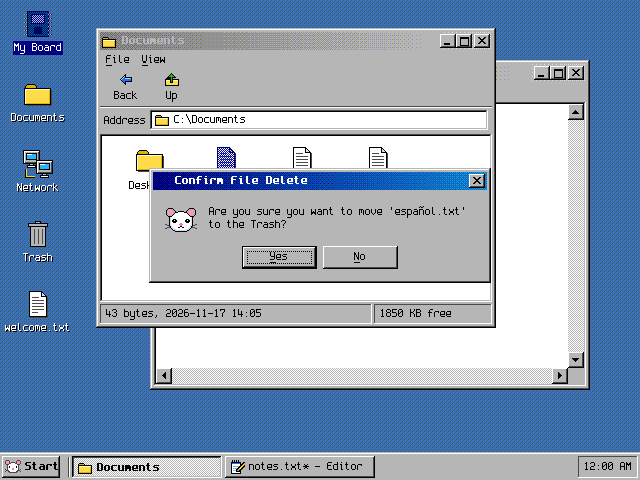 My Board
Documents
Network
Trash
welcome.txt
Documents
File View
Back Up
Address C:\Documents
Confirm File Delete
Are you sure you want to move 'español.txt'
to the Trash?
Yes No
43 bytes, 2026-11-17 14:05 1850 KB free
Start Documents notes.txt* - Editor 12:00 AM